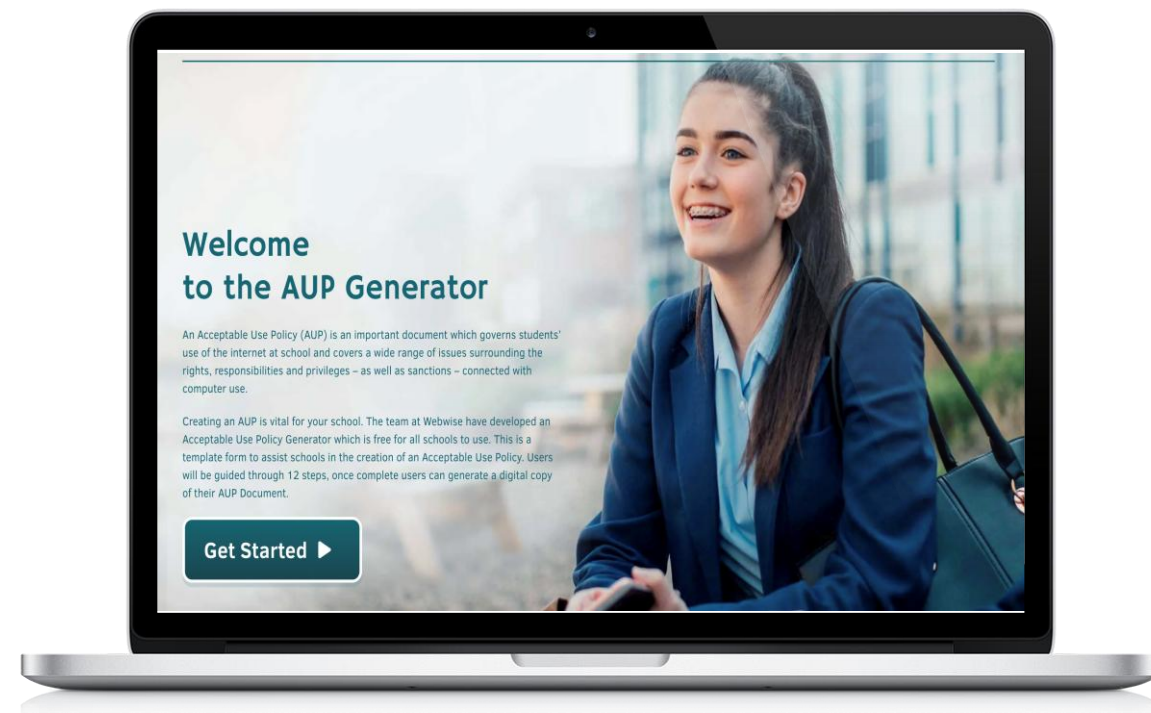 Welcome
to the AUP Generator
An Acceptable Use Policy (AUP) is an important document which governs students'
use of the internet at school and covers a wide range of issues surrounding the
rights, responsibilities and privileges – as well as sanctions – connected with
computer use.
Creating an AUP is vital for your school. The team at Webwise have developed an
Acceptable Use Policy Generator which is free for all schools to use. This is a
template form to assist schools in the creation of an Acceptable Use Policy. Users
will be guided through 12 steps, once complete users can generate a digital copy
of their AUP Document.
Get Started